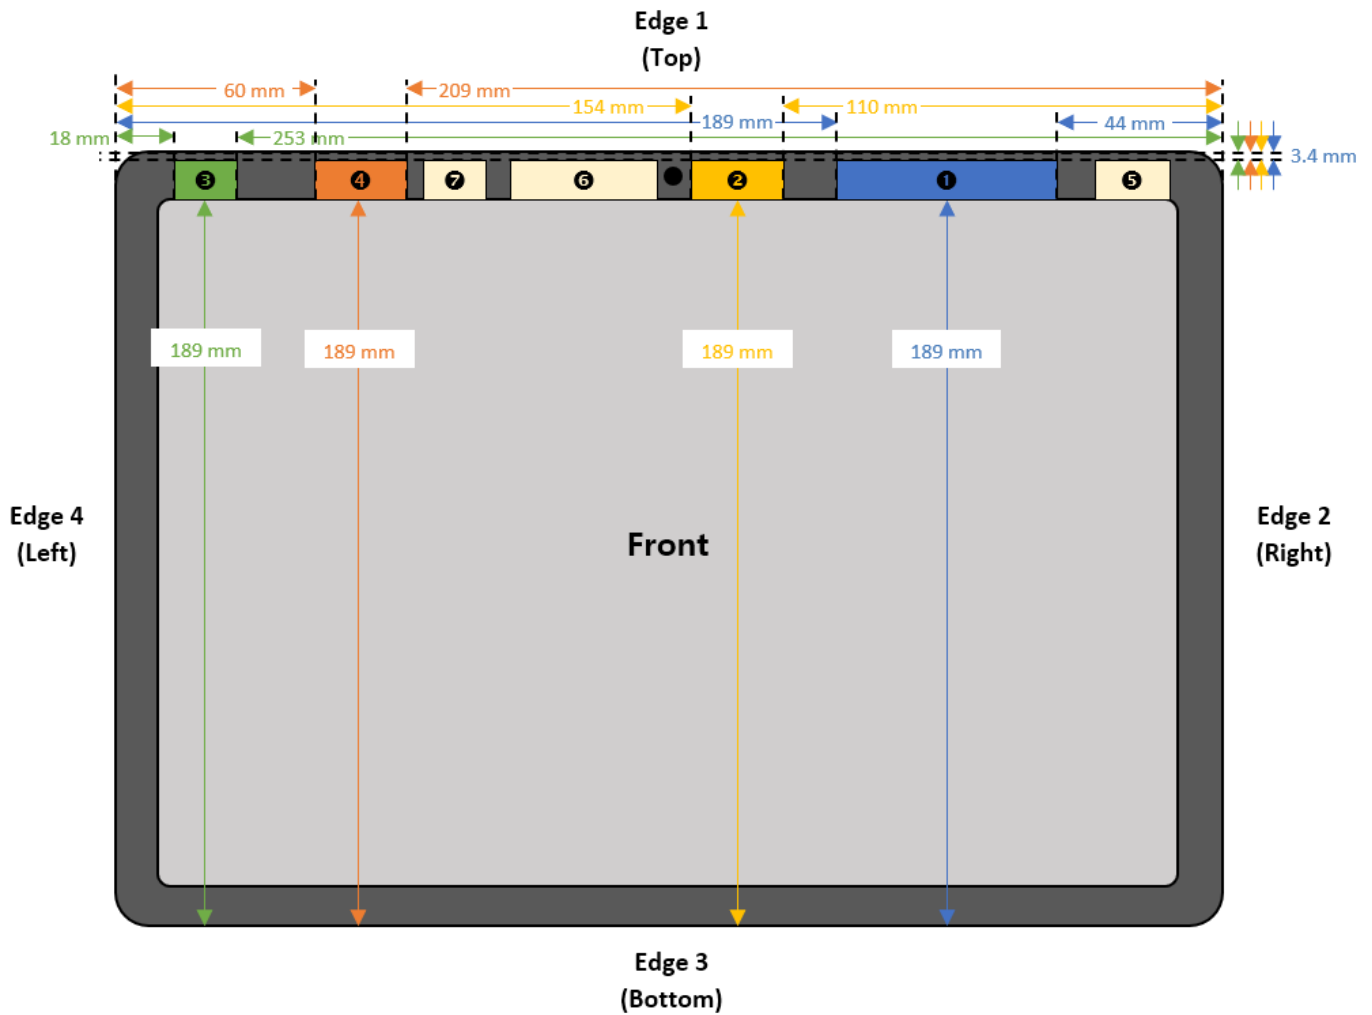 Edge 1
(Top)
60 mm
209 mm
154 mm
110 mm
189 mm
44 mm
18 mm
253 mm
3.4 mm
❸
❹
❼
❻
❷
❶
❺
189 mm
189 mm
189 mm
189 mm
Edge 4
(Left)
Front
Edge 2
(Right)
Edge 3
(Bottom)